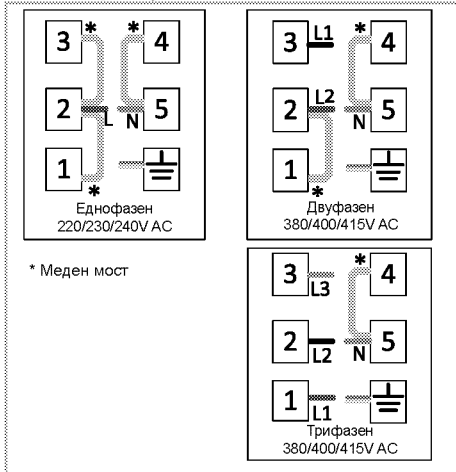 3 * * 4
2 L N 5
1 *
Еднофазен
220/230/240V AC
3 L1 * 4
2 L2 N 5
1 *
Двуфазен
380/400/415V AC
* Меден мост
3 L3 * 4
2 L2 N 5
1 L1
Трифазен
380/400/415V AC